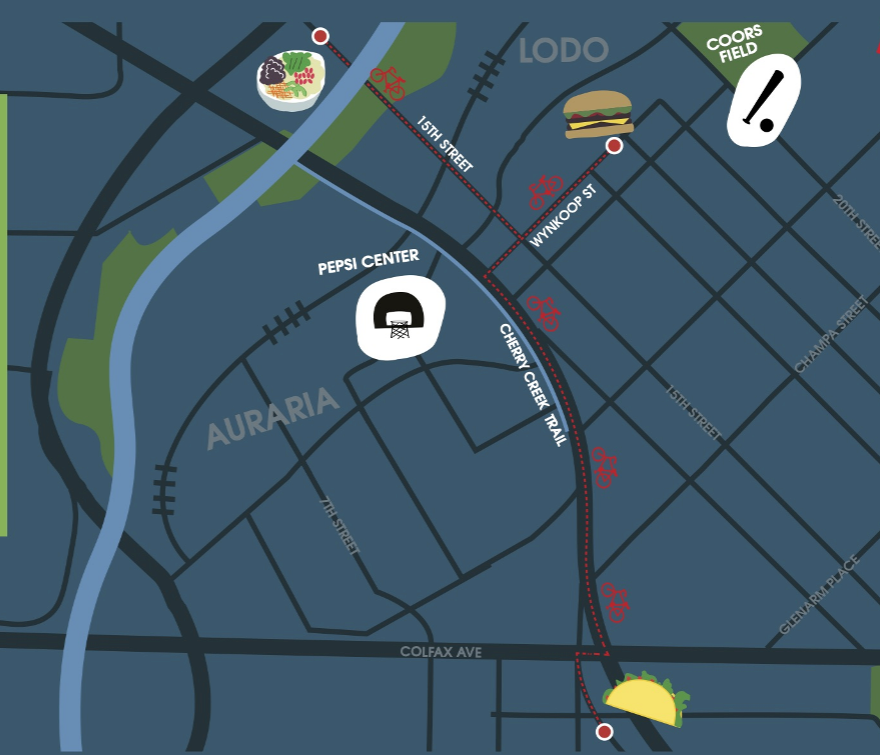 LODO
COORS
FIELD
15TH STREET
WYNKOOP ST
20TH STREE
PEPSI CENTER
CHERRY CREEK TRAIL
CHAMPA STREET
AURARIA
15TH STREET
7TH STREET
GLENARM PLACE
COLFAX AVE